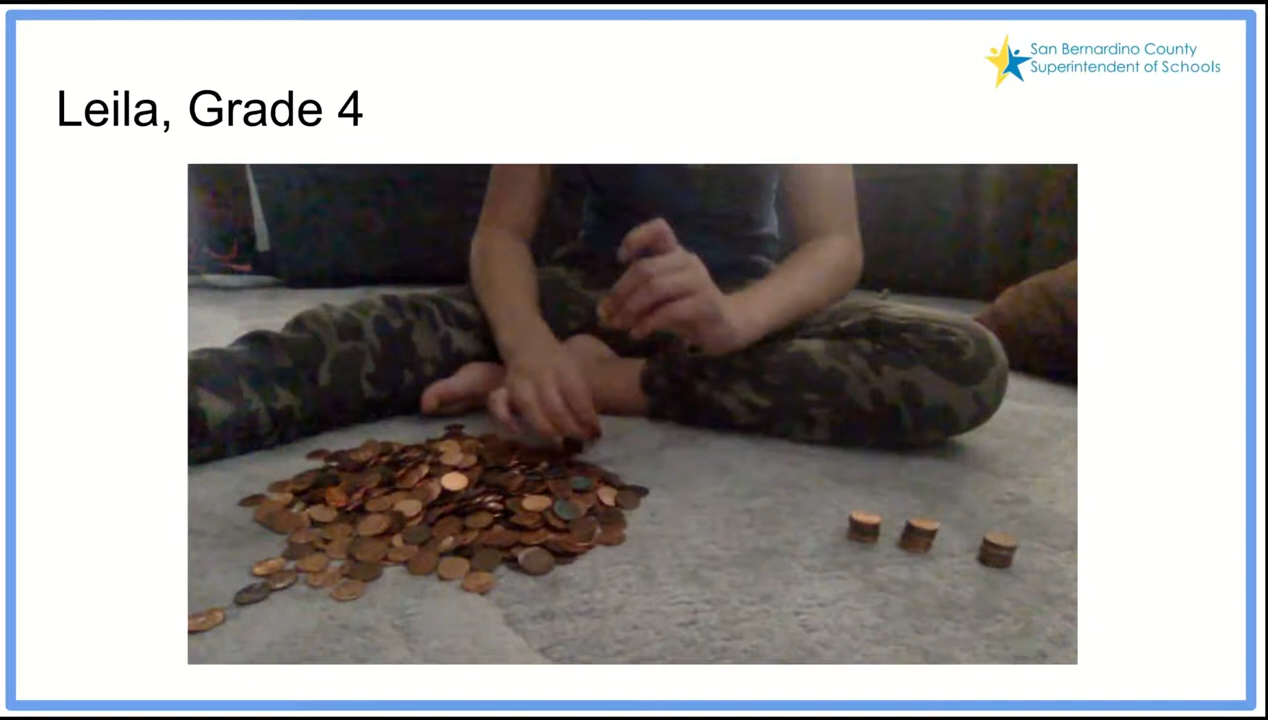 San Bernardino County
Superintendent of Schools
Leila, Grade 4